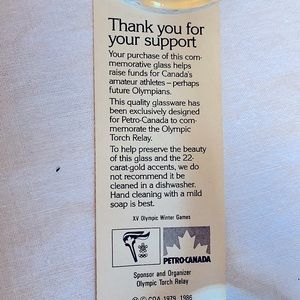 Thank you for
your support
Your purchase of this com-
memorative glass helps
raise funds for Canada's
amateur athletes – perhaps
future Olympians.
This quality glassware has
been exclusively designed
for Petro-Canada to com-
memorate the Olympic
Torch Relay.
To help preserve the beauty
of this glass and the 22-
carat-gold accents, we do
not recommend it be
cleaned in a dishwasher.
Hand cleaning with a mild
soap is best.
XV Olympic Winter Games
PETRO-CANADA
Sponsor and Organizer
Olympic Torch Relay
© COA 1979, 1986